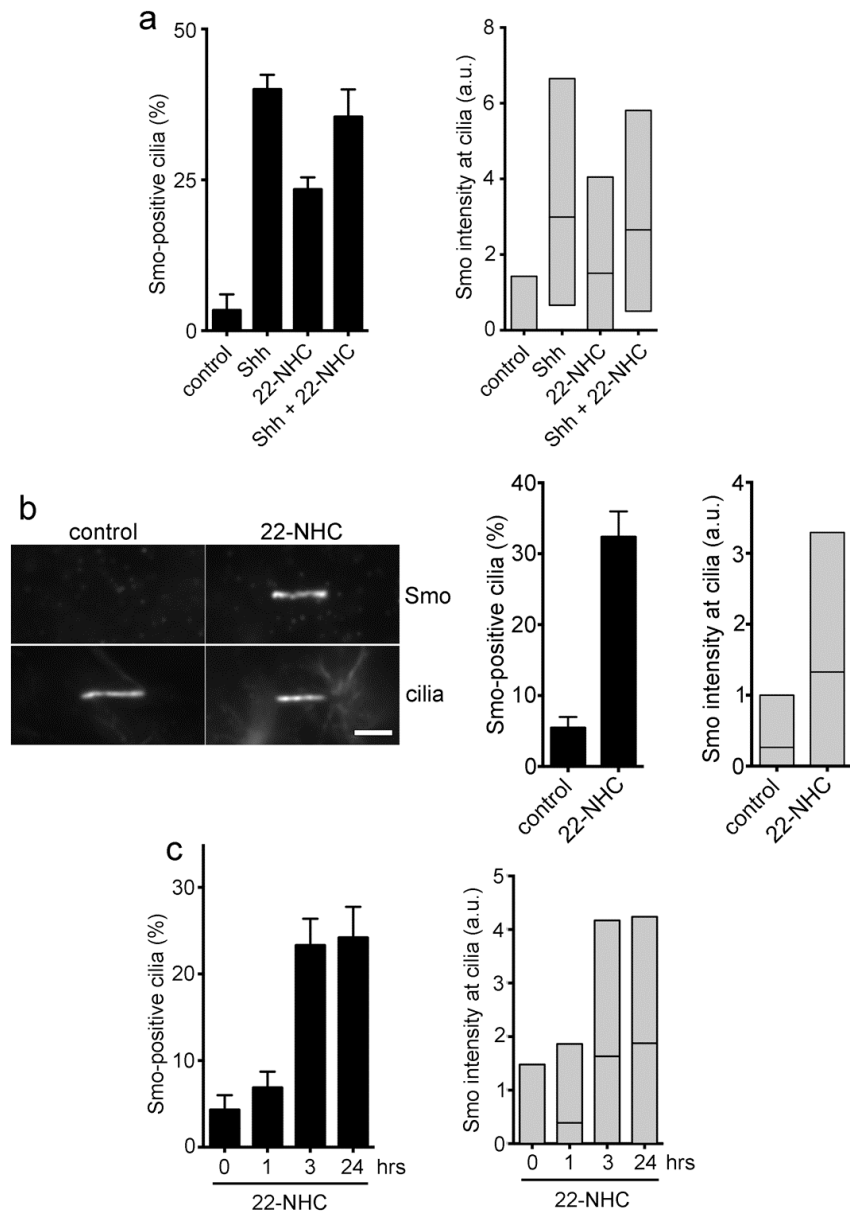 a
Smo-positive cilia (%)
50
25
0
control
Shh
22-NHC
Shh + 22-NHC
Smo intensity at cilia (a.u.)
8
6
4
2
0
control
Shh
22-NHC
Shh + 22-NHC
b
control
22-NHC
Smo
cilia
Smo-positive cilia (%)
40
30
20
10
0
control
22-NHC
Smo intensity at cilia (a.u.)
4
3
2
1
0
control
22-NHC
c
Smo-positive cilia (%)
30
20
10
0
0 1 3 24 hrs
22-NHC
Smo intensity at cilia (a.u.)
5
4
3
2
1
0
0 1 3 24 hrs
22-NHC